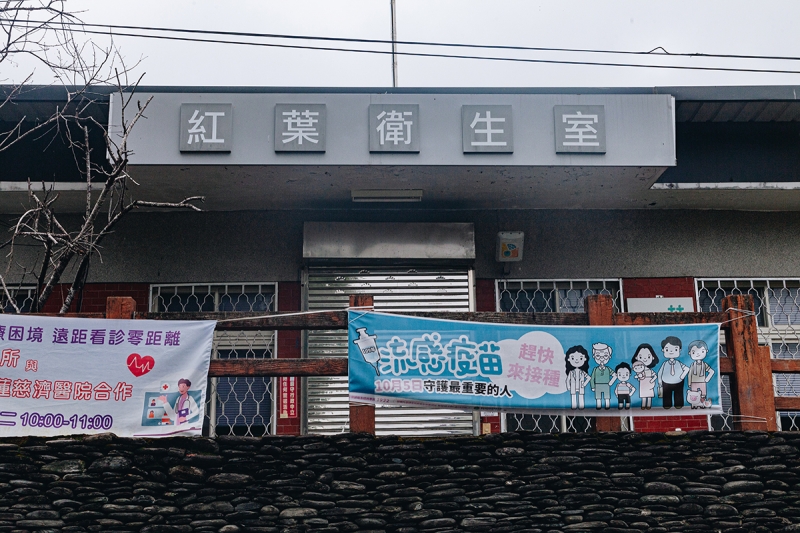 紅葉衛生室
療困境 遠距看診零距離
所與
蓮慈濟醫院合作
二 10:00-11:00
流感疫苗
趕快
來接種
10月5日守護最重要的人